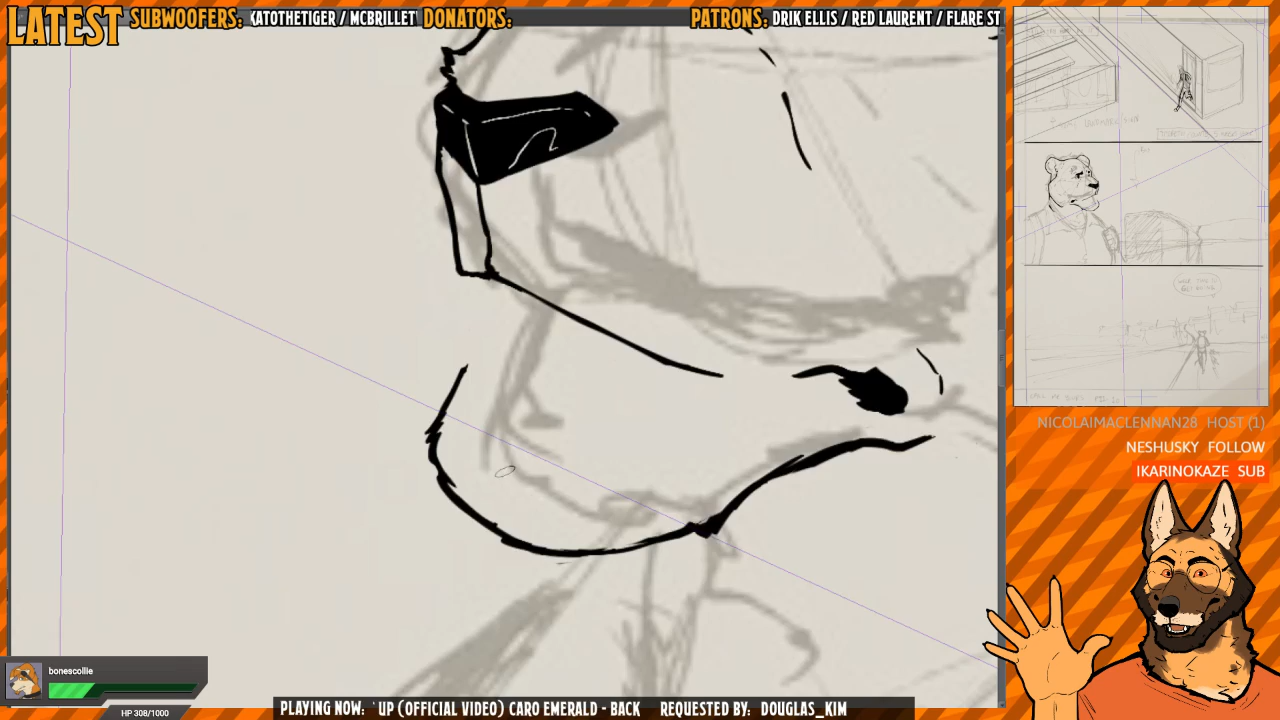 LATEST SUBWOOFERS: KATOTHETIGER / MCBRILLET DONATORS: PATRONS: DRIK ELLIS / RED LAURENT / FLARE ST
NICOLAIMACLENNAN28 HOST (1)
NESHUSKY FOLLOW
IKARINOKAZE SUB
bonescollie
HP 308/1000
PLAYING NOW: ' UP (OFFICIAL VIDEO) CARO EMERALD - BACK REQUESTED BY: DOUGLAS_KIM